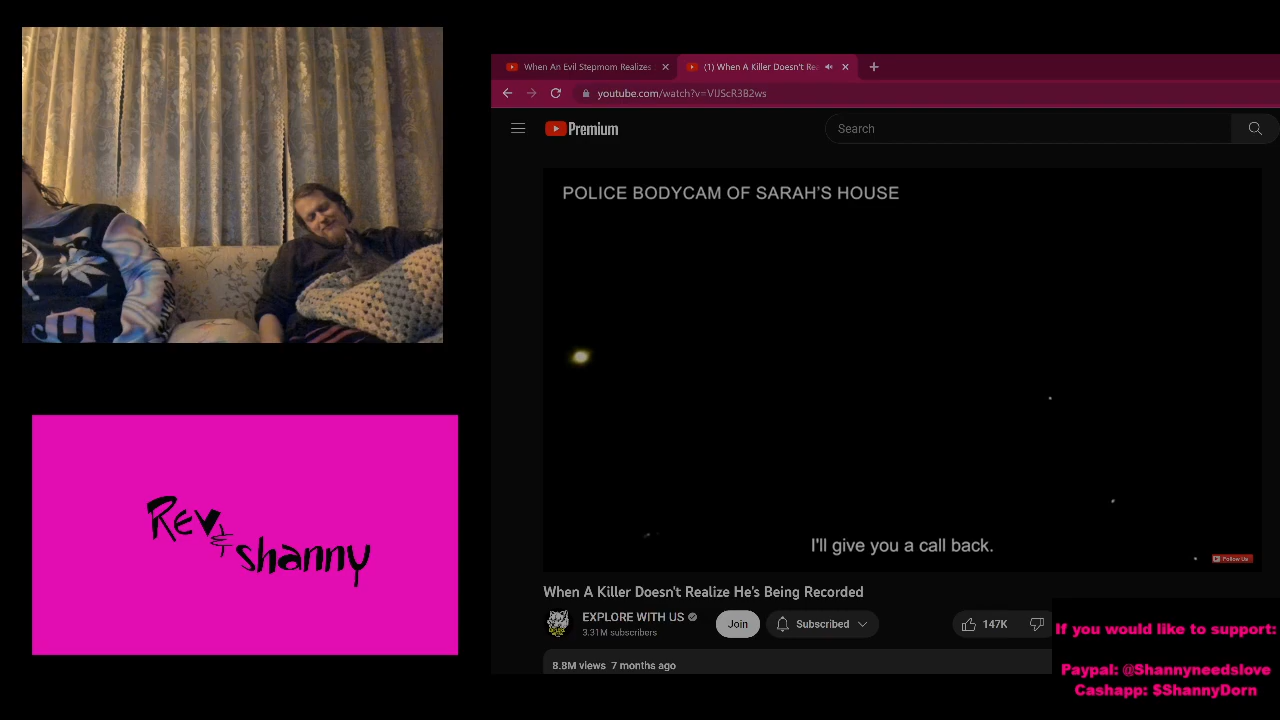 When An Evil Stepmom Realizes
(1) When A Killer Doesn't Re
youtube.com/watch?v=VIJScR3B2ws
Premium
Search
POLICE BODYCAM OF SARAH'S HOUSE
I'll give you a call back.
Follow Us
When A Killer Doesn't Realize He's Being Recorded
EXPLORE WITH US
3.31M subscribers
Join
Subscribed
147K
8.8M views 7 months ago
Rev
&
shanny
If you would like to support:
Paypal: @Shannyneedslove
Cashapp: $ShannyDorn